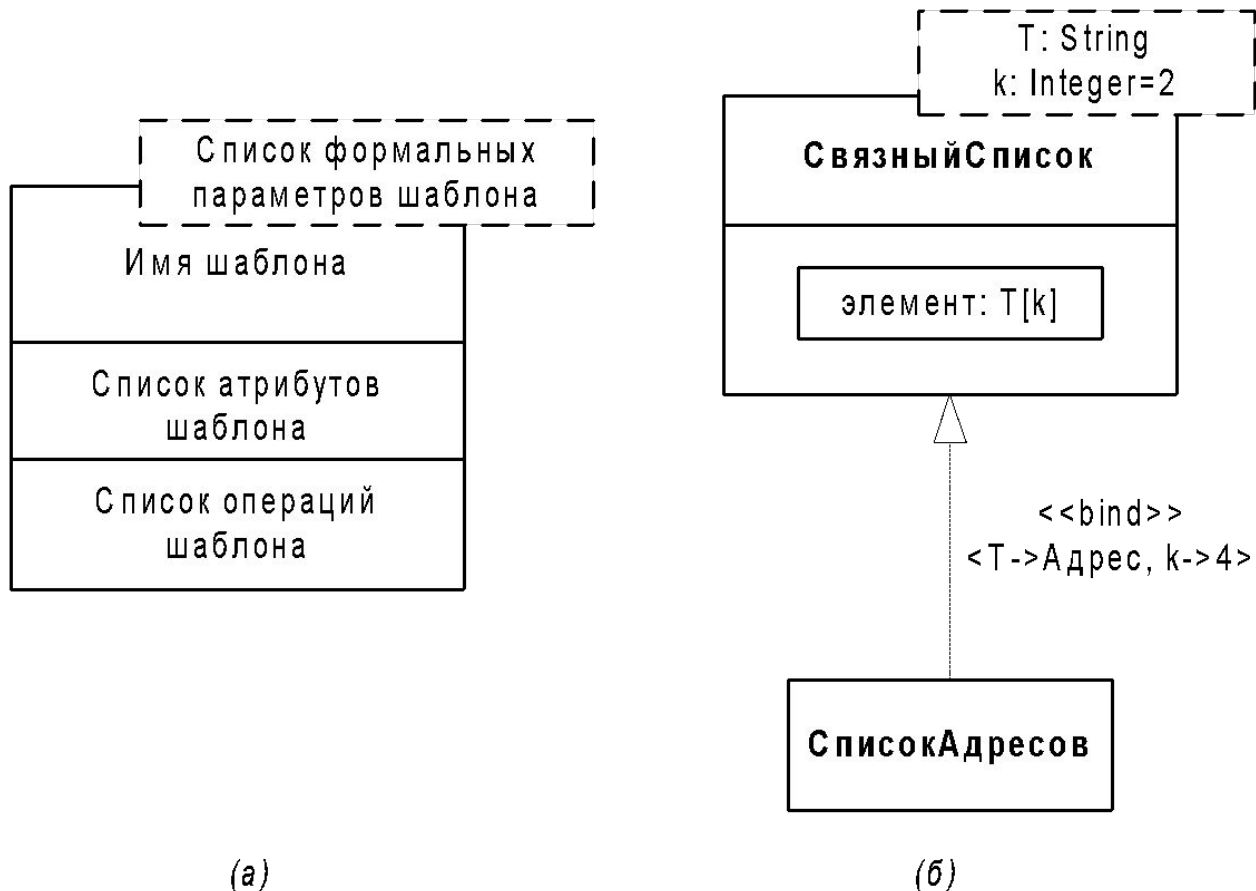 Список формальных
параметров шаблона
Имя шаблона
Список атрибутов
шаблона
Список операций
шаблона
(а)
T: String
k: Integer=2
СвязныйСписок
элемент: T[k]
<<bind>>
<T->Адрес, k->4>
СписокАдресов
(б)